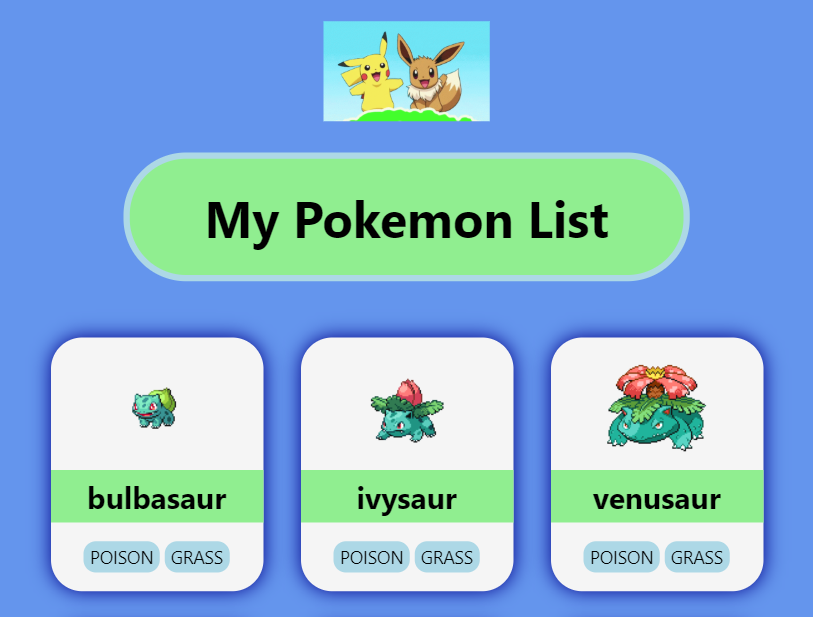 My Pokemon List
bulbasaur
ivysaur
venusaur
POISON GRASS
POISON GRASS
POISON GRASS